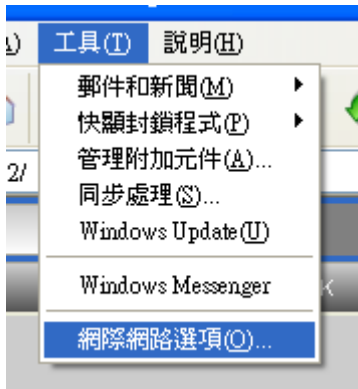 A) 工具(T) 說明(H)
郵件和新聞(M)
快顯封鎖程式(P)
2/ 管理附加元件(A)...
同步處理(S)...
Windows Update(U)
Windows Messenger
K
網際網路選項(O)...